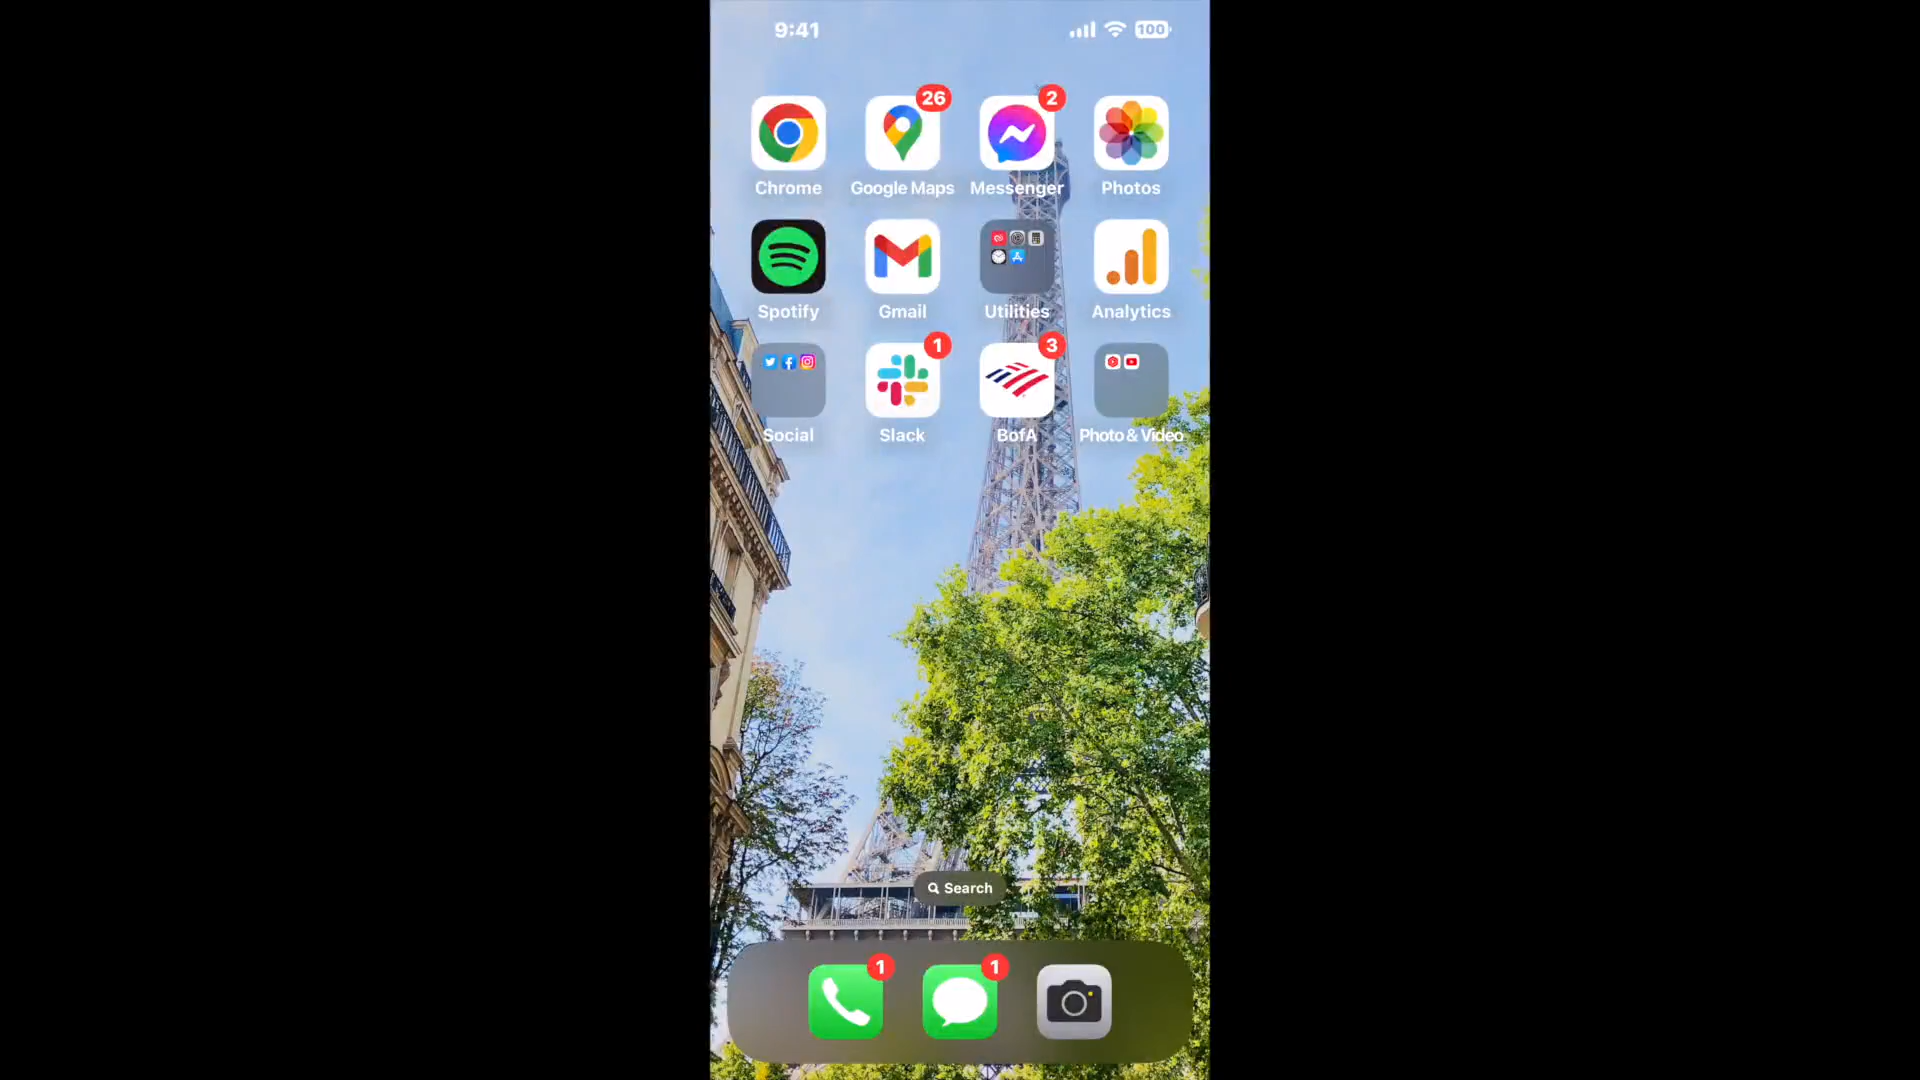 9:41
100
26
2
Chrome
Google Maps
Messenger
Photos
Spotify
Gmail
Utilities
Analytics
1
3
Social
Slack
BofA
Photo & Video
Search
1
1